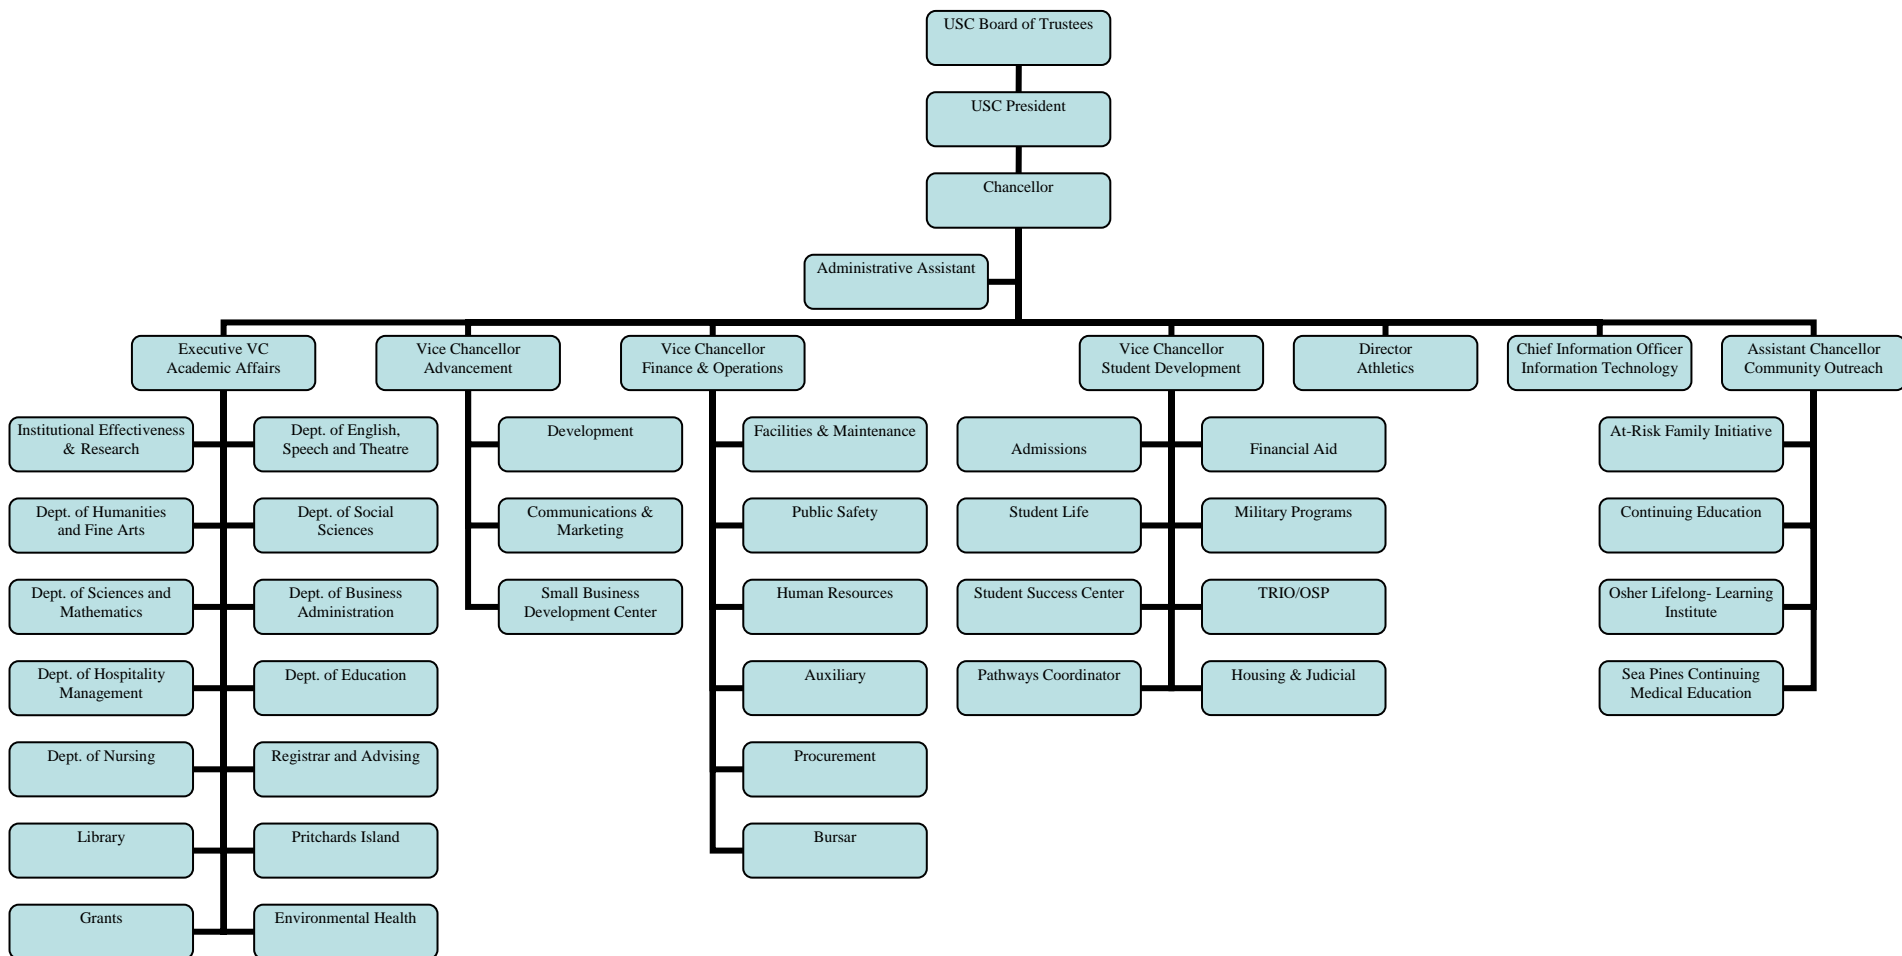 USC Board of Trustees
USC President
Chancellor
Administrative Assistant
Executive VC
Academic Affairs
Vice Chancellor
Advancement
Vice Chancellor
Finance & Operations
Vice Chancellor
Student Development
Director
Athletics
Chief Information Officer
Information Technology
Assistant Chancellor
Community Outreach
Institutional Effectiveness
& Research
Dept. of English,
Speech and Theatre
Development
Facilities & Maintenance
Admissions
Financial Aid
At-Risk Family Initiative
Dept. of Humanities
and Fine Arts
Dept. of Social
Sciences
Communications &
Marketing
Public Safety
Student Life
Military Programs
Continuing Education
Dept. of Sciences and
Mathematics
Dept. of Business
Administration
Small Business
Development Center
Human Resources
Student Success Center
TRIO/OSP
Osher Lifelong- Learning
Institute
Dept. of Hospitality
Management
Dept. of Education
Auxiliary
Pathways Coordinator
Housing & Judicial
Sea Pines Continuing
Medical Education
Dept. of Nursing
Registrar and Advising
Procurement
Library
Pritchards Island
Bursar
Grants
Environmental Health